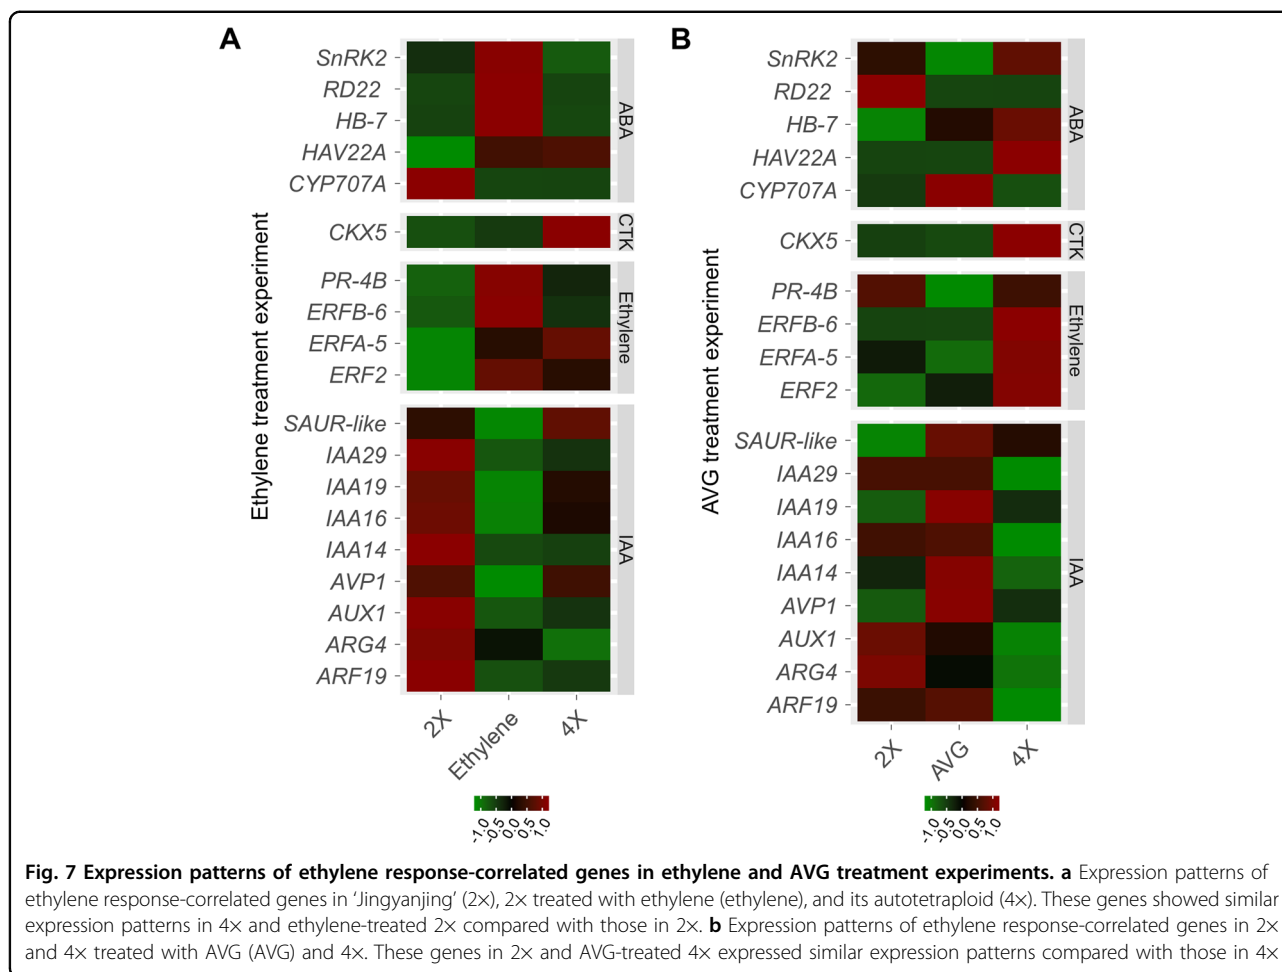 A
B
Ethylene treatment experiment
SnRK2
RD22
HB-7
HAV22A
CYP707A
ABA
CKX5
CTK
PR-4B
ERFB-6
ERFA-5
ERF2
Ethylene
SAUR-like
IAA29
IAA19
IAA16
IAA14
AVP1
AUX1
ARG4
ARF19
IAA
2X
Ethylene
4X
-1.0
-0.5
0.0
0.5
1.0
AVG treatment experiment
SnRK2
RD22
HB-7
HAV22A
CYP707A
ABA
CKX5
CTK
PR-4B
ERFB-6
ERFA-5
ERF2
Ethylene
SAUR-like
IAA29
IAA19
IAA16
IAA14
AVP1
AUX1
ARG4
ARF19
IAA
2X
AVG
4X
-1.0
-0.5
0.0
0.5
1.0
Fig. 7 Expression patterns of ethylene response-correlated genes in ethylene and AVG treatment experiments. a Expression patterns of
ethylene response-correlated genes in ‘Jingyanjing’ (2×), 2× treated with ethylene (ethylene), and its autotetraploid (4×). These genes showed similar
expression patterns in 4× and ethylene-treated 2× compared with those in 2×. b Expression patterns of ethylene response-correlated genes in 2×
and 4× treated with AVG (AVG) and 4×. These genes in 2× and AVG-treated 4× expressed similar expression patterns compared with those in 4×